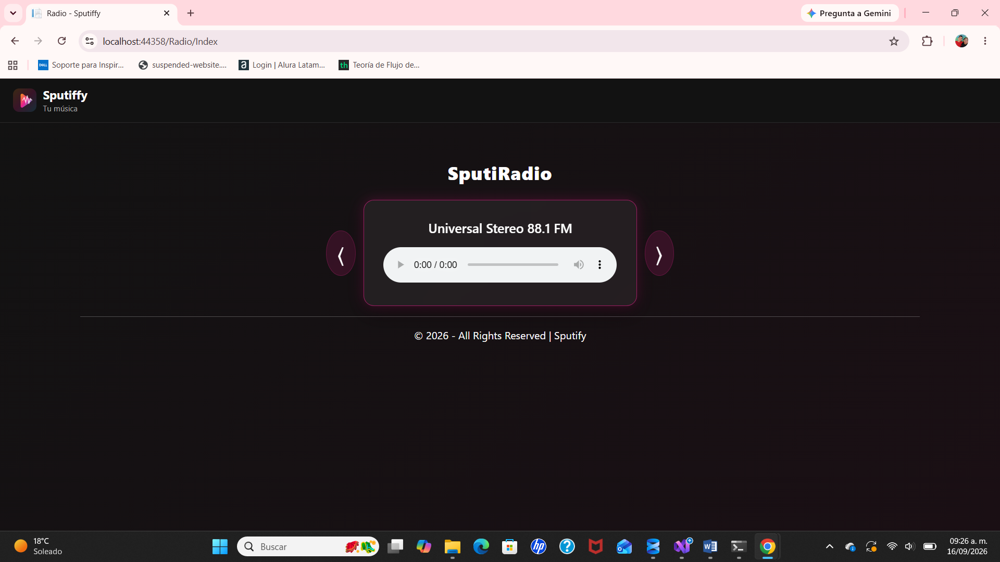 Radio - Sputiffy
Pregunta a Gemini
localhost:44358/Radio/Index
Soporte para Inspir...
suspended-website....
Login | Alura Latam...
Teoría de Flujo de...
Sputiffy
Tu música
SputiRadio
Universal Stereo 88.1 FM
0:00 / 0:00
© 2026 - All Rights Reserved | Sputify
18°C
Soleado
Buscar
09:26 a. m.
16/09/2026